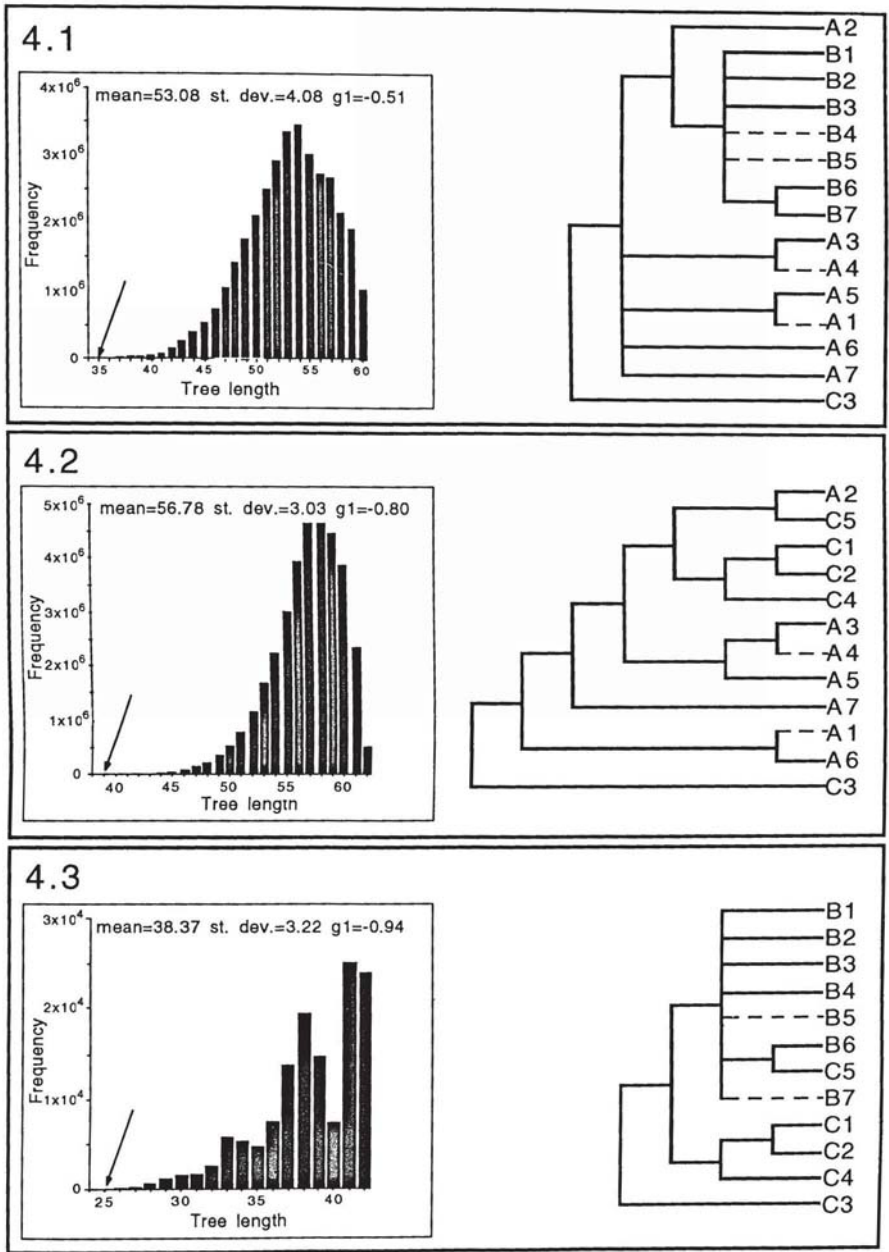 4.1
mean=53.08 st. dev.=4.08 g1=-0.51
Frequency
4x10⁶
3x10⁶
2x10⁶
1x10⁶
0
35 40 45 50 55 60
Tree length
A2
B1
B2
B3
B4
B5
B6
B7
A3
A4
A5
A1
A6
A7
C3
4.2
mean=56.78 st. dev.=3.03 g1=-0.80
Frequency
5x10⁶
4x10⁶
3x10⁶
2x10⁶
1x10⁶
0
40 45 50 55 60
Tree length
A2
C5
C1
C2
C4
A3
A4
A5
A7
A1
A6
C3
4.3
mean=38.37 st. dev.=3.22 g1=-0.94
Frequency
3x10⁴
2x10⁴
1x10⁴
0
25 30 35 40
Tree length
B1
B2
B3
B4
B5
B6
C5
B7
C1
C2
C4
C3